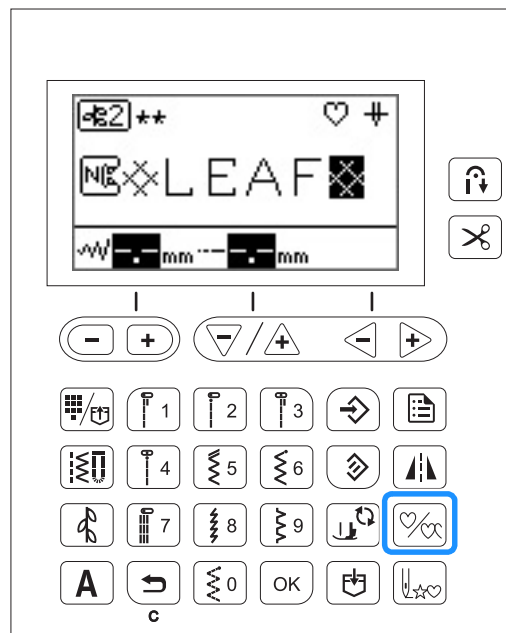 2 **
N LEAF
-.- mm -.- mm
- + - / + - +
1 2 3
4 5 6
7 8 9
A 0 OK
C